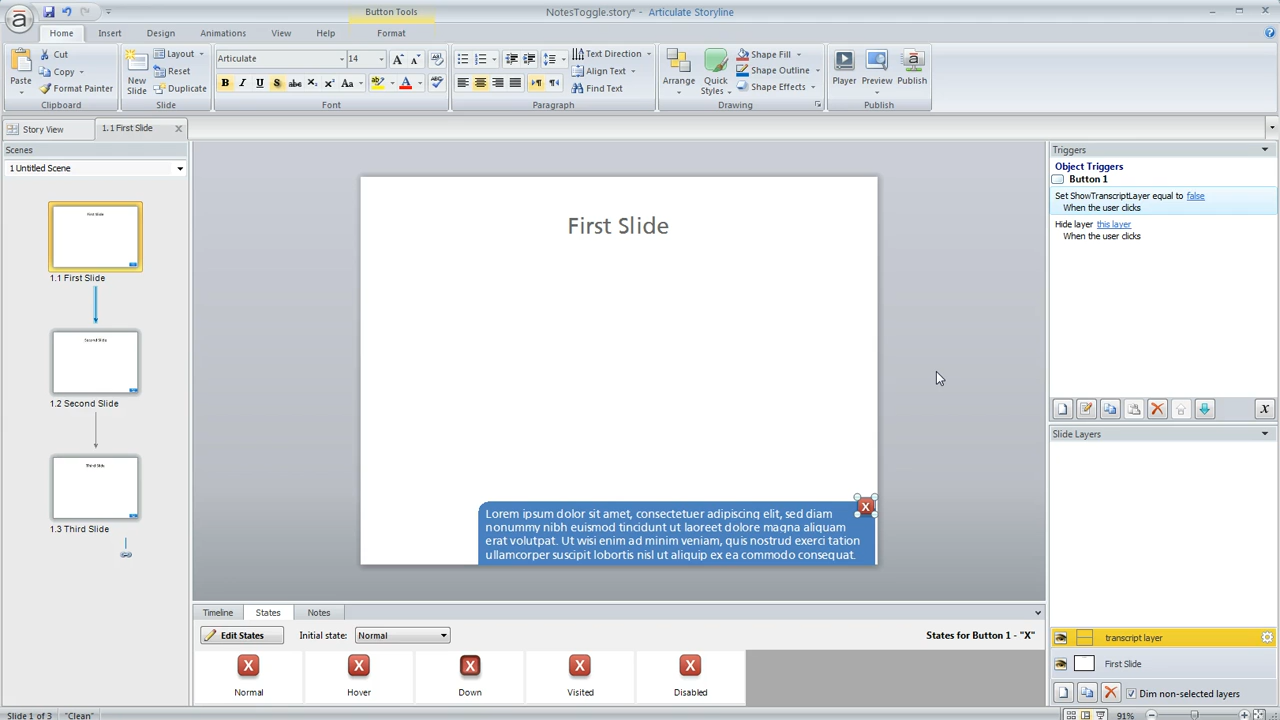 Button Tools
NotesToggle.story* - Articulate Storyline
Home Insert Design Animations View Help Format
Paste
Cut
Copy
Format Painter
Clipboard
New Slide
Layout
Reset
Duplicate
Slide
Articulate 14
B I U S abc Aa A
Font
Text Direction
Align Text
Find Text
Paragraph
Arrange
Quick Styles
Shape Fill
Shape Outline
Shape Effects
Drawing
Player
Preview
Publish
Publish
Story View
1.1 First Slide
Scenes
1 Untitled Scene
First Slide
1.1 First Slide
Second Slide
1.2 Second Slide
Third Slide
1.3 Third Slide
First Slide
X
Lorem ipsum dolor sit amet, consectetuer adipiscing elit, sed diam
nonummy nibh euismod tincidunt ut laoreet dolore magna aliquam
erat volutpat. Ut wisi enim ad minim veniam, quis nostrud exerci tation
ullamcorper suscipit lobortis nisl ut aliquip ex ea commodo consequat.
Triggers
Object Triggers
Button 1
Set ShowTranscriptLayer equal to false
When the user clicks
Hide layer this layer
When the user clicks
x
Slide Layers
transcript layer
First Slide
Dim non-selected layers
Timeline States Notes
Edit States Initial state: Normal States for Button 1 - "X"
X X X X X
Normal Hover Down Visited Disabled
Slide 1 of 3 "Clean" 91%